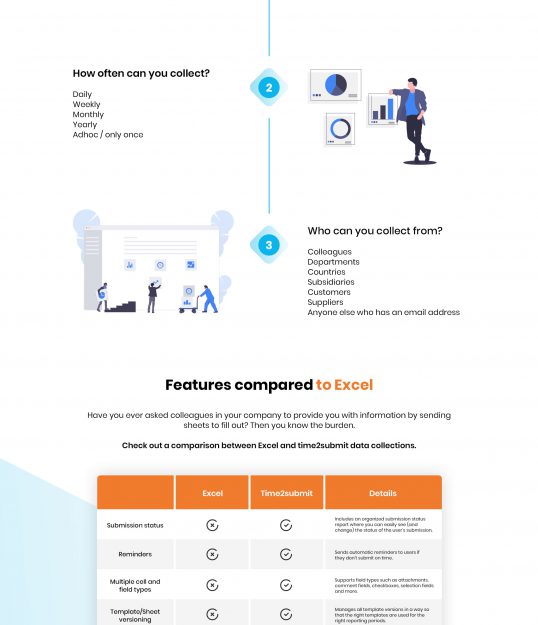 How often can you collect?
Daily
Weekly
Monthly
Yearly
Adhoc / only once
2
3
Who can you collect from?
Colleagues
Departments
Countries
Subsidiaries
Customers
Suppliers
Anyone else who has an email address
Features compared to Excel
Have you ever asked colleagues in your company to provide you with information by sending
sheets to fill out? Then you know the burden.
Check out a comparison between Excel and time2submit data collections.
Excel
Time2submit
Details
Submission status
Includes an organized submission status
report where you can easily see (and
change) the status of the user's submission.
Reminders
Sends automatic reminders to users if
they don't submit on time.
Multiple cell and
field types
Supports field types such as attachments,
comment fields, checkboxes, selection fields
and more.
Template/Sheet
versioning
Manages all template versions in a way so
that the right templates are used for the
right reporting periods.